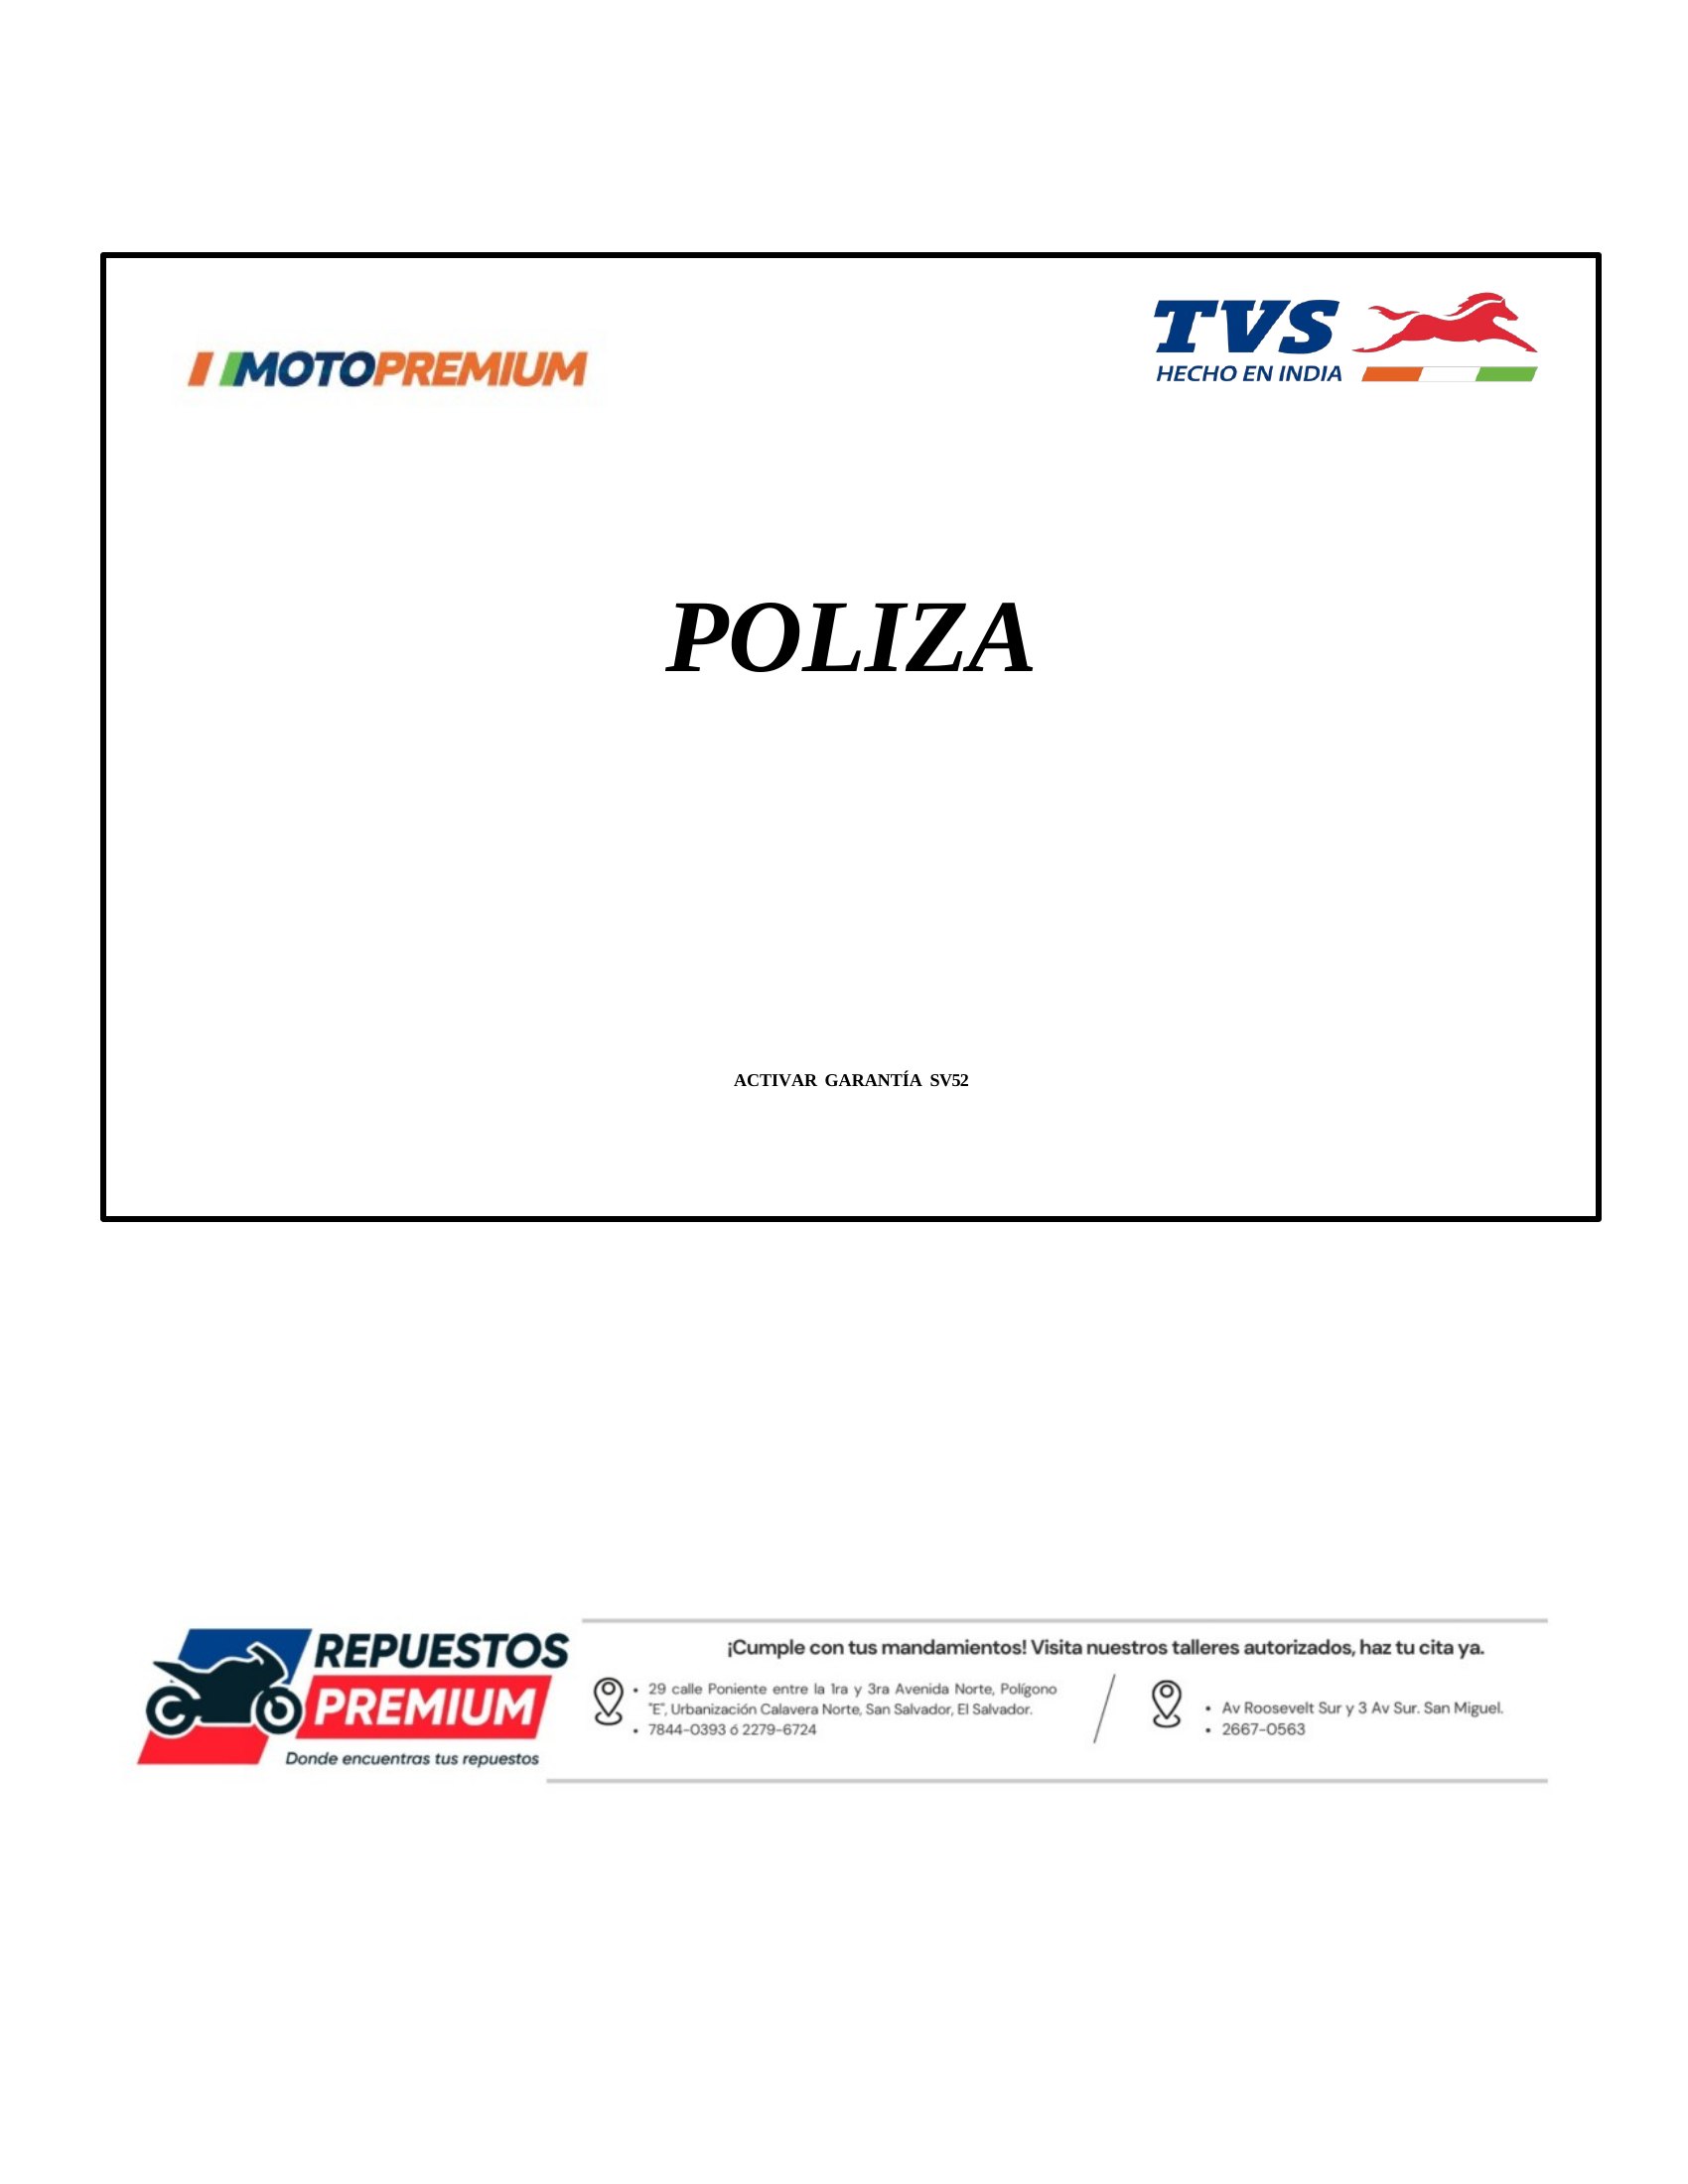 MOTOPREMIUM
TVS
HECHO EN INDIA
POLIZA
ACTIVAR GARANTÍA SV52
REPUESTOS
PREMIUM
Donde encuentras tus repuestos
¡Cumple con tus mandamientos! Visita nuestros talleres autorizados, haz tu cita ya.
• 29 calle Poniente entre la 1ra y 3ra Avenida Norte, Polígono
"E", Urbanización Calavera Norte, San Salvador, El Salvador.
• 7844-0393 ó 2279-6724
• Av Roosevelt Sur y 3 Av Sur. San Miguel.
• 2667-0563